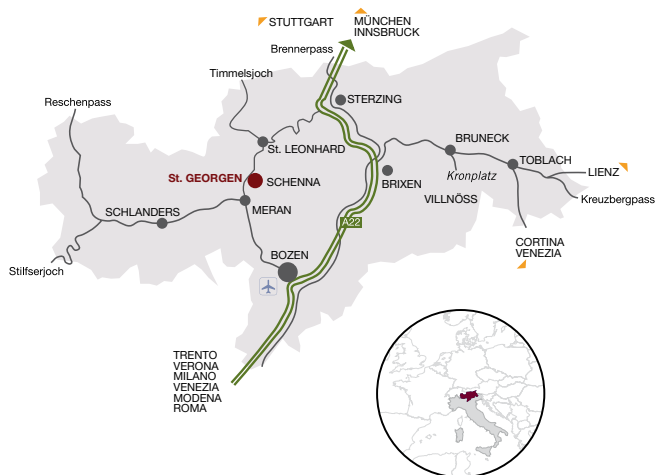 STUTTGART
MÜNCHEN
INNSBRUCK
Brennerpass
Timmelsjoch
Reschenpass
STERZING
St. LEONHARD
BRUNECK
TOBLACH
LIENZ
St. GEORGEN
SCHENNA
BRIXEN
Kronplatz
Kreuzbergpass
VILLNÖSS
MERAN
SCHLANDERS
A22
CORTINA
VENEZIA
BOZEN
Stilfserjoch
TRENTO
VERONA
MILANO
VENEZIA
MODENA
ROMA